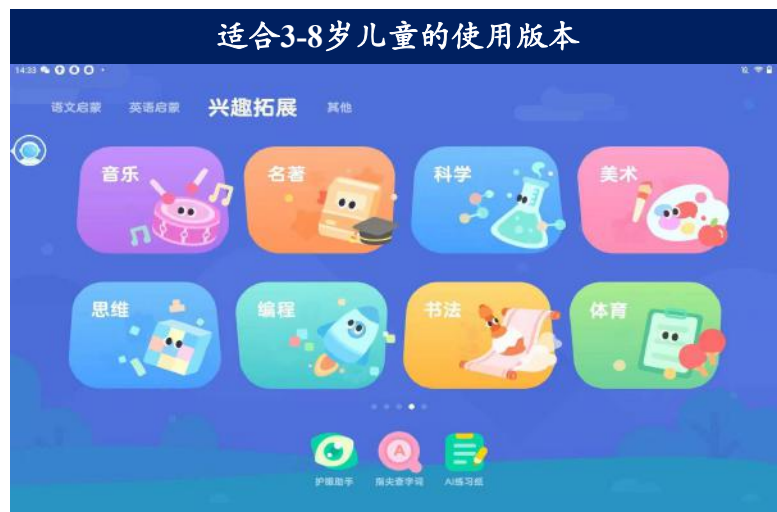 适合3-8岁儿童的使用版本
14:33
语文启蒙 英语启蒙 兴趣拓展 其他
音乐 名著 科学 美术
思维 编程 书法 体育
A
护眼助手 指尖查字词 AI练习纸